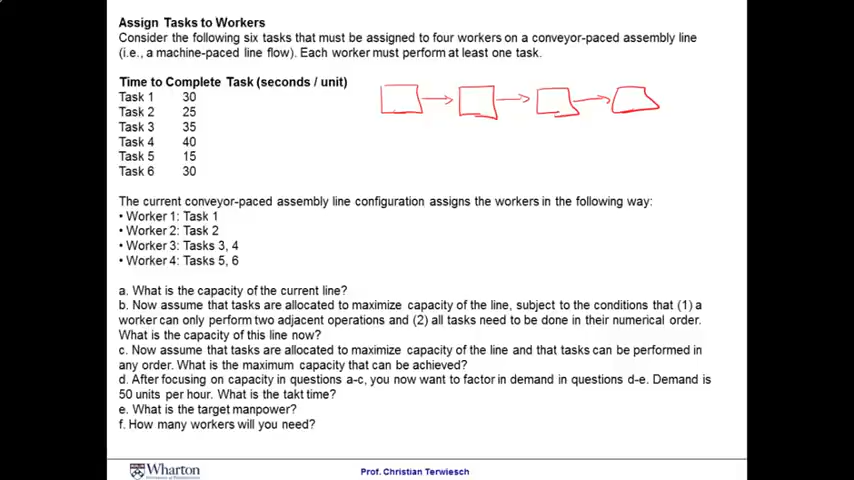 Assign Tasks to Workers
Consider the following six tasks that must be assigned to four workers on a conveyor-paced assembly line
(i.e., a machine-paced line flow). Each worker must perform at least one task.
Time to Complete Task (seconds / unit)
Task 1 30
Task 2 25
Task 3 35
Task 4 40
Task 5 15
Task 6 30
The current conveyor-paced assembly line configuration assigns the workers in the following way:
• Worker 1: Task 1
• Worker 2: Task 2
• Worker 3: Tasks 3, 4
• Worker 4: Tasks 5, 6
a. What is the capacity of the current line?
b. Now assume that tasks are allocated to maximize capacity of the line, subject to the conditions that (1) a
worker can only perform two adjacent operations and (2) all tasks need to be done in their numerical order.
What is the capacity of this line now?
c. Now assume that tasks are allocated to maximize capacity of the line and that tasks can be performed in
any order. What is the maximum capacity that can be achieved?
d. After focusing on capacity in questions a-c, you now want to factor in demand in questions d-e. Demand is
50 units per hour. What is the takt time?
e. What is the target manpower?
f. How many workers will you need?
Wharton
Prof. Christian Terwiesch